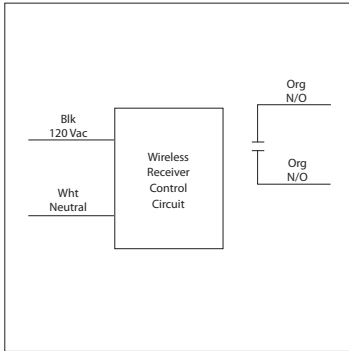 Blk
120 Vac
Wht
Neutral
Wireless
Receiver
Control
Circuit
Org
N/O
Org
N/O